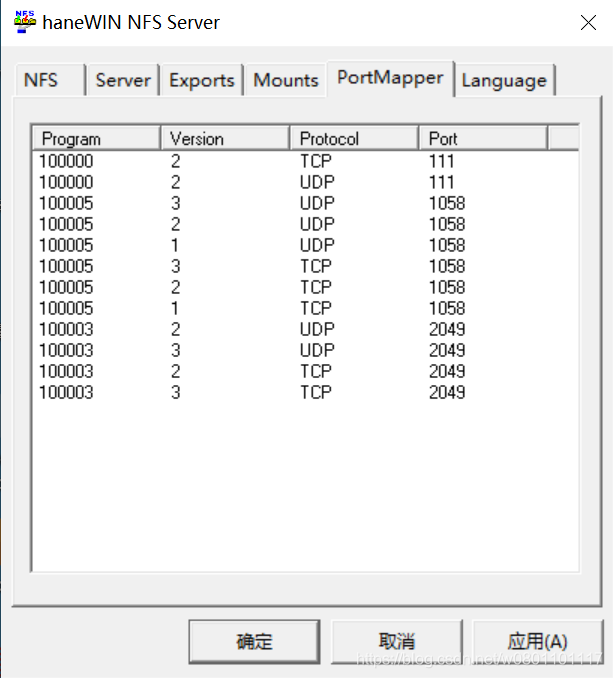 NFS haneWIN NFS Server
NFS Server Exports Mounts PortMapper Language
Program Version Protocol Port
100000 2 TCP 111
100000 2 UDP 111
100005 3 UDP 1058
100005 2 UDP 1058
100005 1 UDP 1058
100005 3 TCP 1058
100005 2 TCP 1058
100005 1 TCP 1058
100003 2 UDP 2049
100003 3 UDP 2049
100003 2 TCP 2049
100003 3 TCP 2049
确定 取消 应用(A)
https://blog.csdn.net/w0801101117